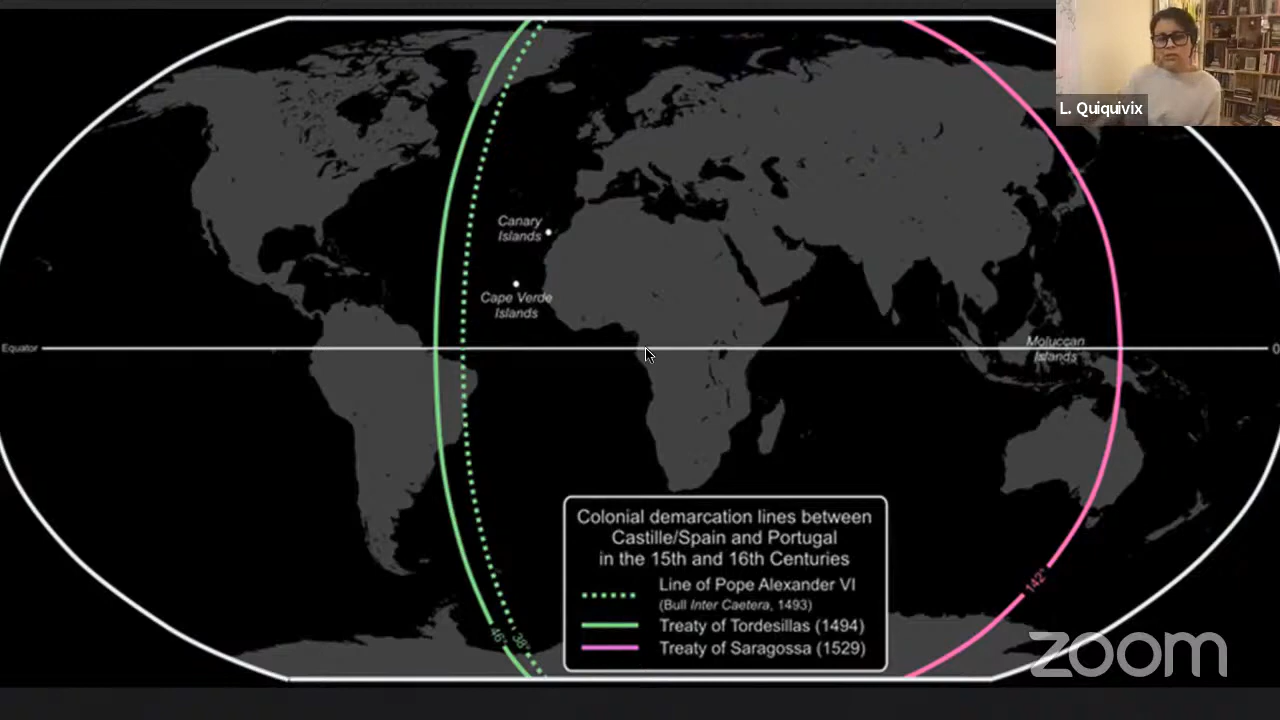 L. Quiquivix
Canary
Islands
Cape Verde
Islands
Equator
0
Moluccan
Islands
Colonial demarcation lines between
Castille/Spain and Portugal
in the 15th and 16th Centuries
Line of Pope Alexander VI
(Bull Inter Caetera, 1493)
Treaty of Tordesillas (1494)
Treaty of Saragossa (1529)
46°
38°
142°
zoom